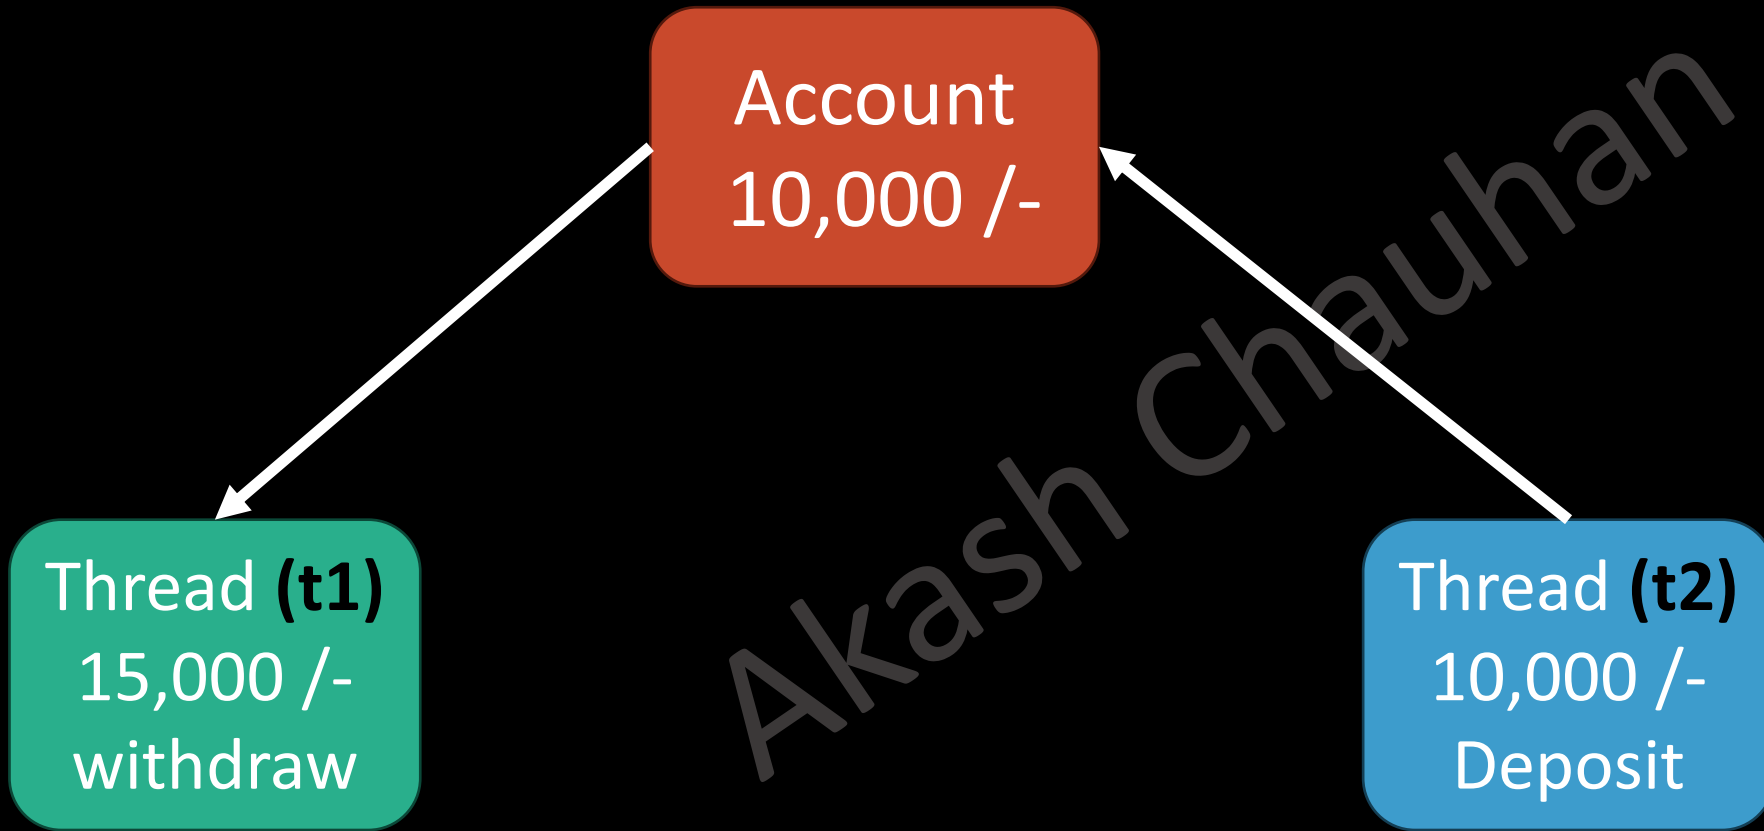 Account
10,000 /-
Thread (t1)
15,000 /-
withdraw
Thread (t2)
10,000 /-
Deposit
Akash Chauhan